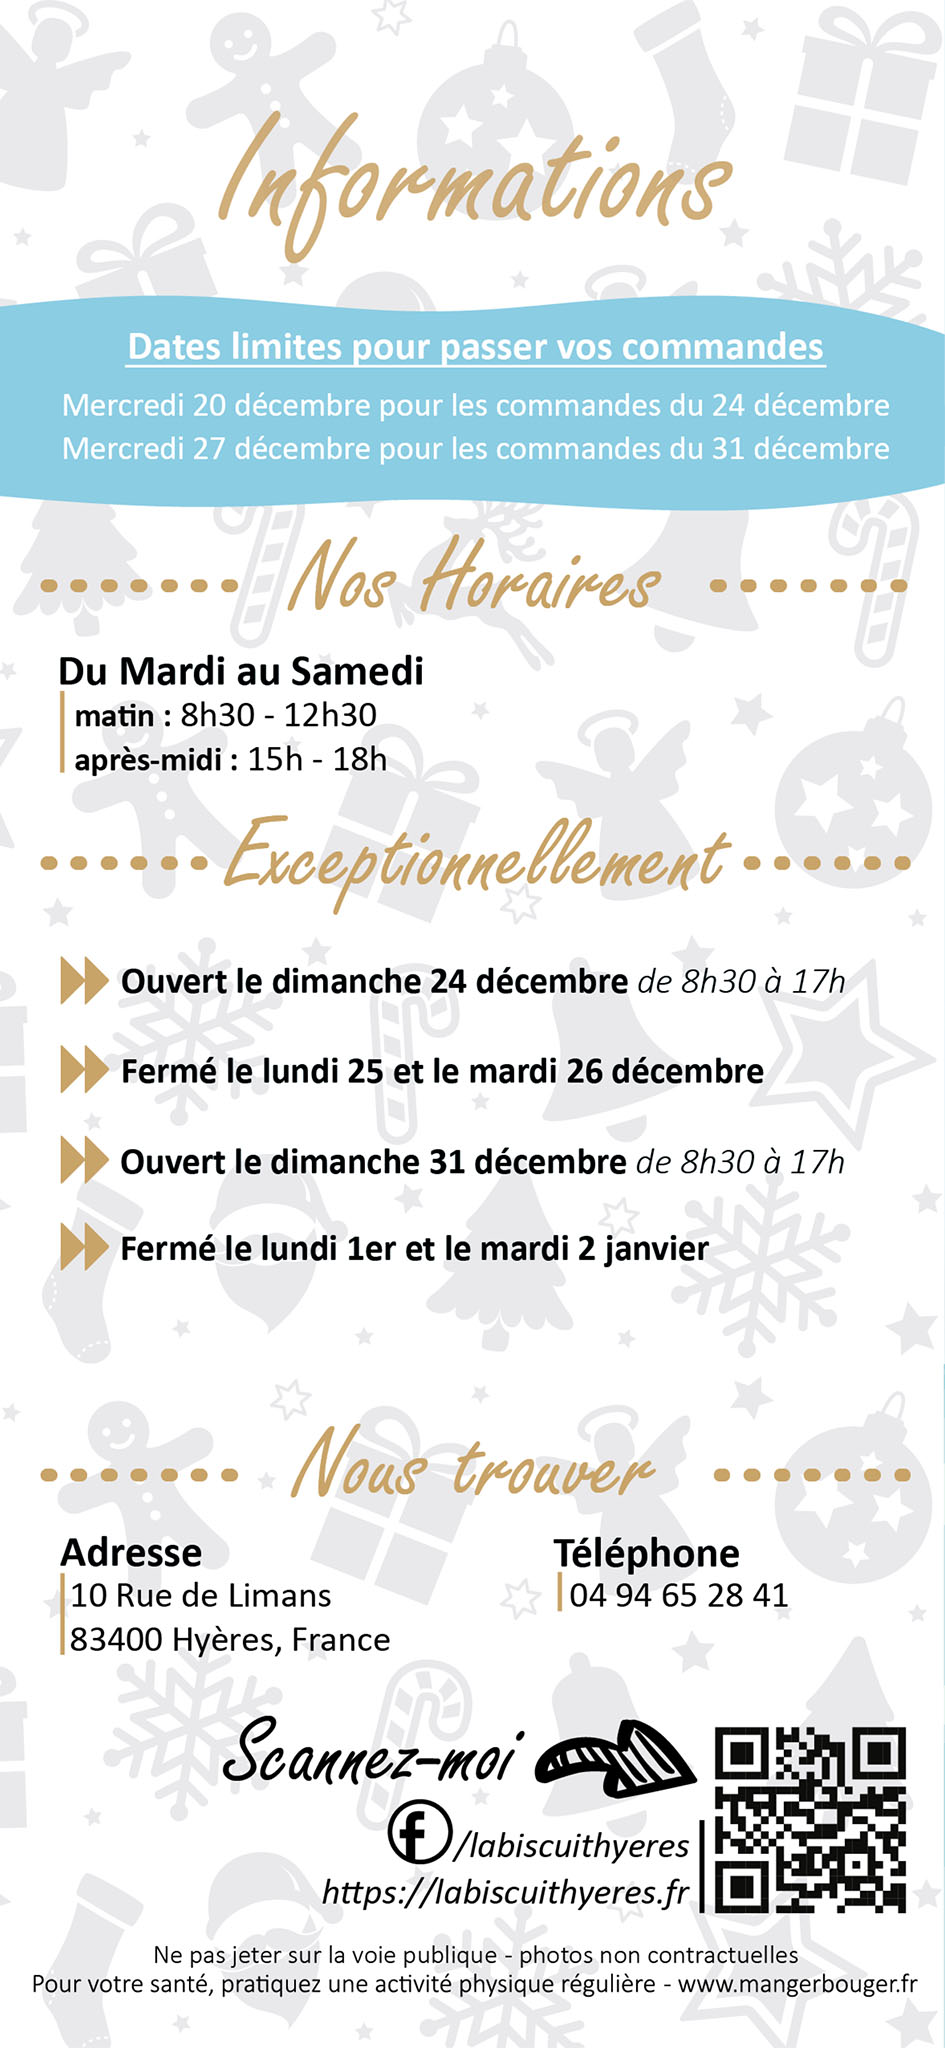 Informations
Dates limites pour passer vos commandes
Mercredi 20 décembre pour les commandes du 24 décembre
Mercredi 27 décembre pour les commandes du 31 décembre
Nos Horaires
Du Mardi au Samedi
matin : 8h30 - 12h30
après-midi : 15h - 18h
Exceptionnellement
Ouvert le dimanche 24 décembre de 8h30 à 17h
Fermé le lundi 25 et le mardi 26 décembre
Ouvert le dimanche 31 décembre de 8h30 à 17h
Fermé le lundi 1er et le mardi 2 janvier
Nous trouver
Adresse
10 Rue de Limans
83400 Hyères, France
Téléphone
04 94 65 28 41
Scannez-moi
f/labiscuithyeres
https://labiscuithyeres.fr
Ne pas jeter sur la voie publique - photos non contractuelles
Pour votre santé, pratiquez une activité physique régulière - www.mangerbouger.fr